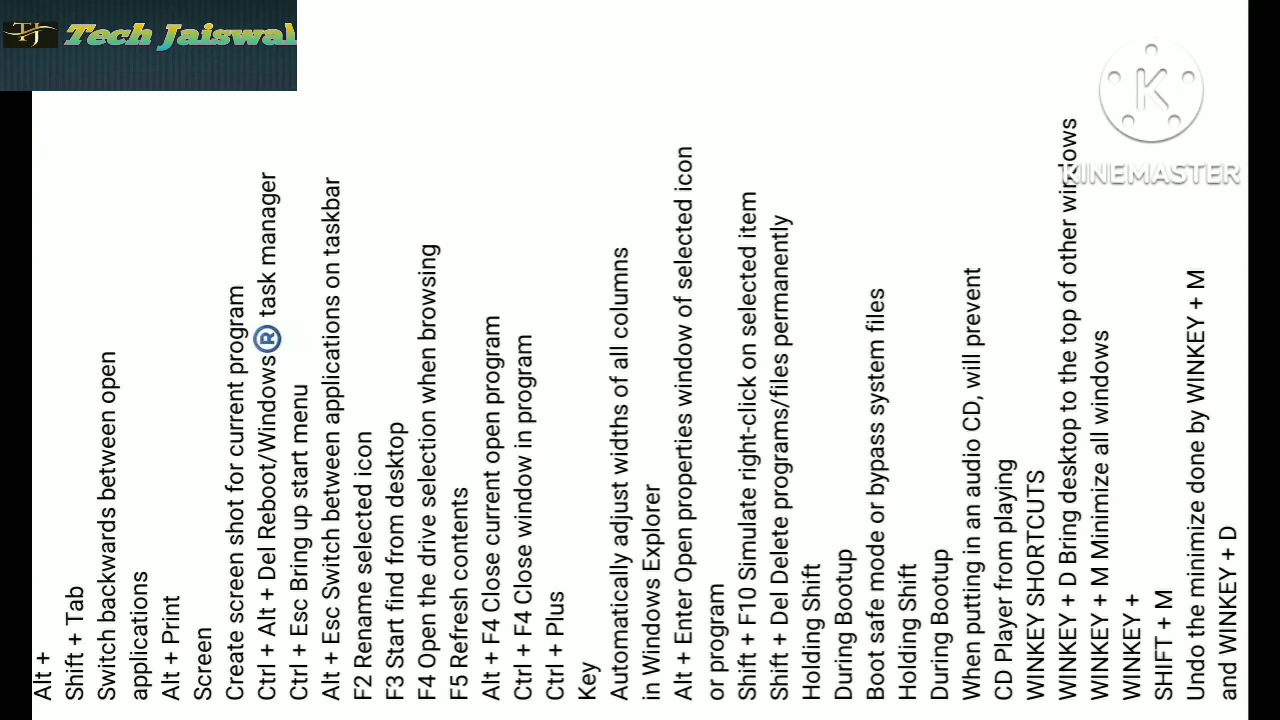 TJ Tech Jaiswal
K
KINEMASTER
Alt +
Shift + Tab
Switch backwards between open
applications
Alt + Print
Screen
Create screen shot for current program
Ctrl + Alt + Del Reboot/Windows® task manager
Ctrl + Esc Bring up start menu
Alt + Esc Switch between applications on taskbar
F2 Rename selected icon
F3 Start find from desktop
F4 Open the drive selection when browsing
F5 Refresh contents
Alt + F4 Close current open program
Ctrl + F4 Close window in program
Ctrl + Plus
Key
Automatically adjust widths of all columns
in Windows Explorer
Alt + Enter Open properties window of selected icon
or program
Shift + F10 Simulate right-click on selected item
Shift + Del Delete programs/files permanently
Holding Shift
During Bootup
Boot safe mode or bypass system files
Holding Shift
During Bootup
When putting in an audio CD, will prevent
CD Player from playing
WINKEY SHORTCUTS
WINKEY + D Bring desktop to the top of other windows
WINKEY + M Minimize all windows
WINKEY +
SHIFT + M
Undo the minimize done by WINKEY + M
and WINKEY + D